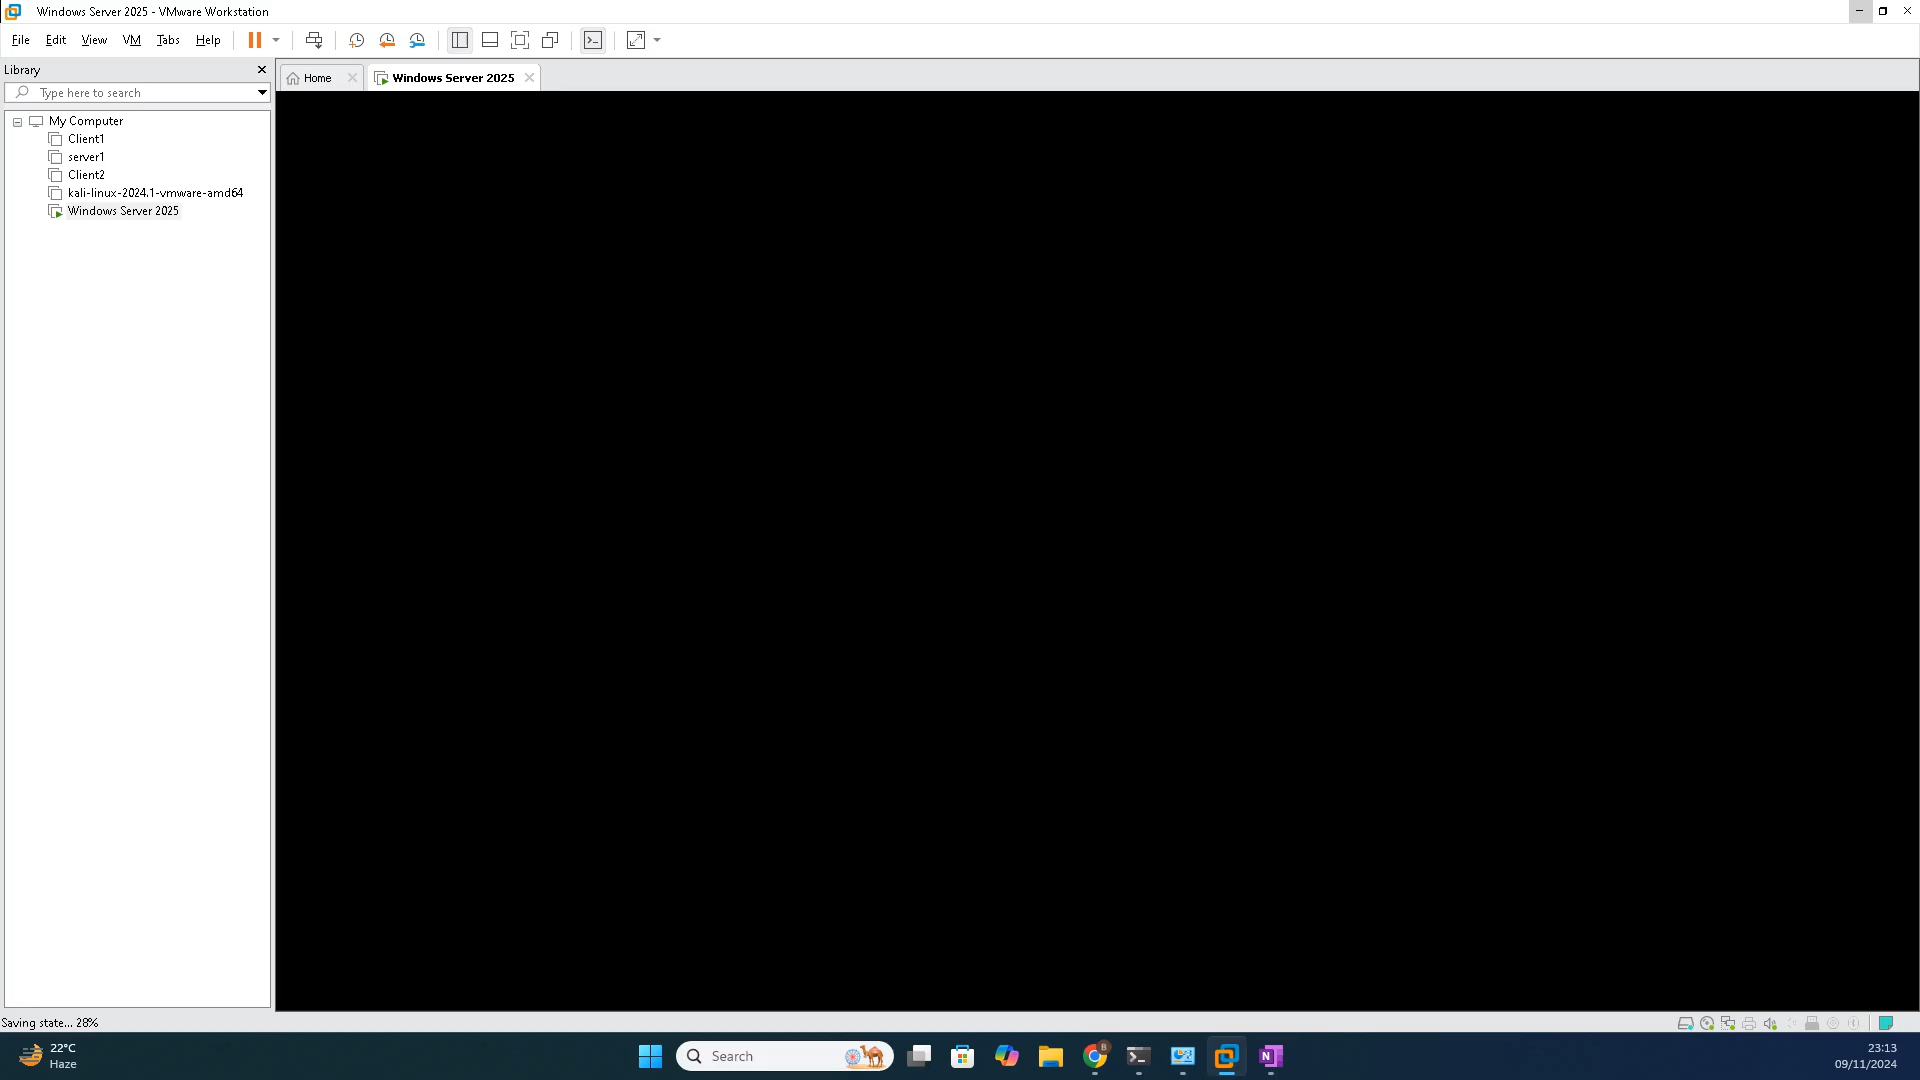 Windows Server 2025 - VMware Workstation
File Edit View VM Tabs Help
Library
Home
Windows Server 2025
Type here to search
My Computer
Client1
server1
Client2
kali-linux-2024.1-vmware-amd64
Windows Server 2025
Saving state... 28%
22°C
Haze
Search
B
N
23:13
09/11/2024